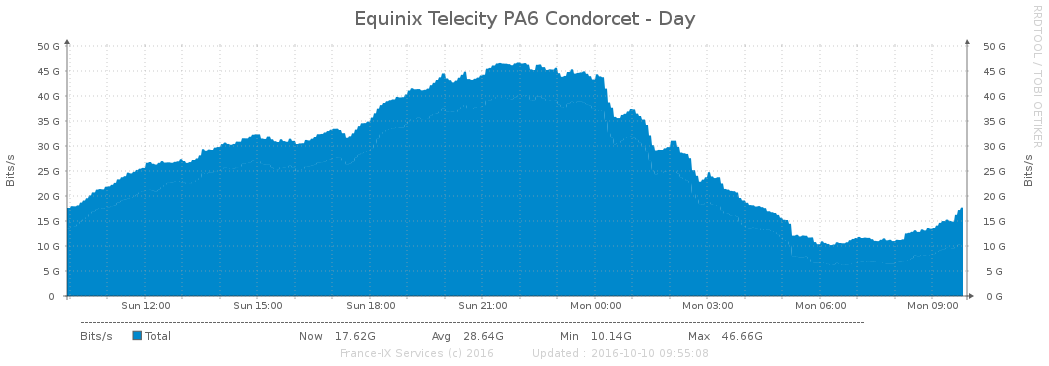 Equinix Telecity PA6 Condorcet - Day
RRDTOOL / TOBI OETIKER
Bits/s
50 G
45 G
40 G
35 G
30 G
25 G
20 G
15 G
10 G
5 G
0
50 G
45 G
40 G
35 G
30 G
25 G
20 G
15 G
10 G
5 G
0 G
Bits/s
Sun 12:00 Sun 15:00 Sun 18:00 Sun 21:00 Mon 00:00 Mon 03:00 Mon 06:00 Mon 09:00
Bits/s Total Now 17.62G Avg 28.64G Min 10.14G Max 46.66G
France-IX Services (c) 2016 Updated : 2016-10-10 09:55:08